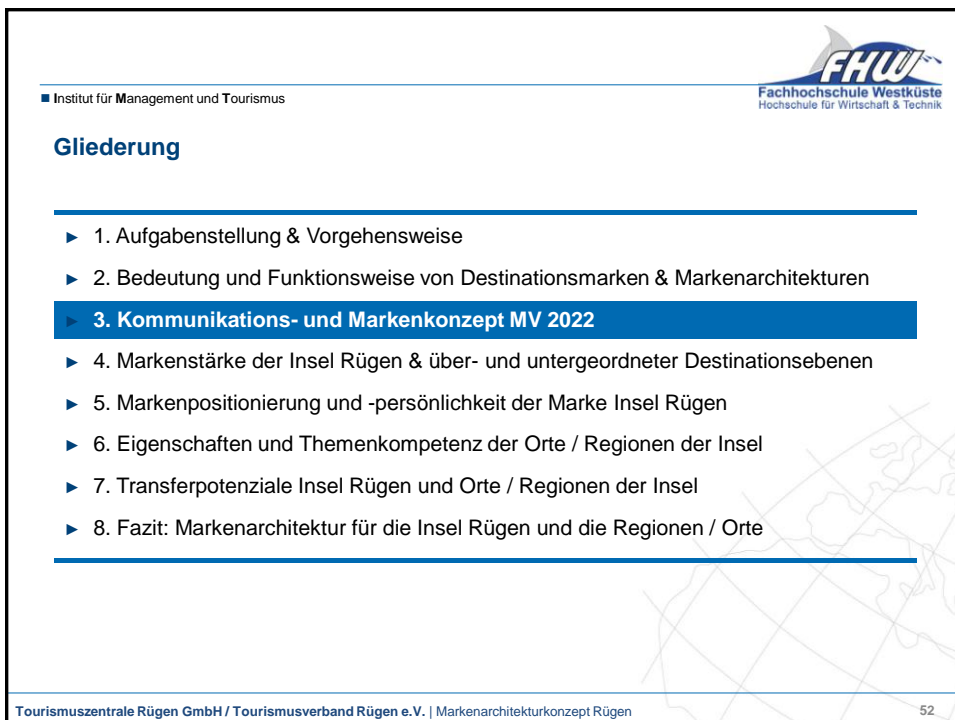 FHW
Fachhochschule Westküste
Hochschule für Wirtschaft & Technik
Institut für Management und Tourismus
Gliederung
► 1. Aufgabenstellung & Vorgehensweise
► 2. Bedeutung und Funktionsweise von Destinationsmarken & Markenarchitekturen
► 3. Kommunikations- und Markenkonzept MV 2022
► 4. Markenstärke der Insel Rügen & über- und untergeordneter Destinationsebenen
► 5. Markenpositionierung und -persönlichkeit der Marke Insel Rügen
► 6. Eigenschaften und Themenkompetenz der Orte / Regionen der Insel
► 7. Transferpotenziale Insel Rügen und Orte / Regionen der Insel
► 8. Fazit: Markenarchitektur für die Insel Rügen und die Regionen / Orte
Tourismuszentrale Rügen GmbH / Tourismusverband Rügen e.V. | Markenarchitekturkonzept Rügen 52